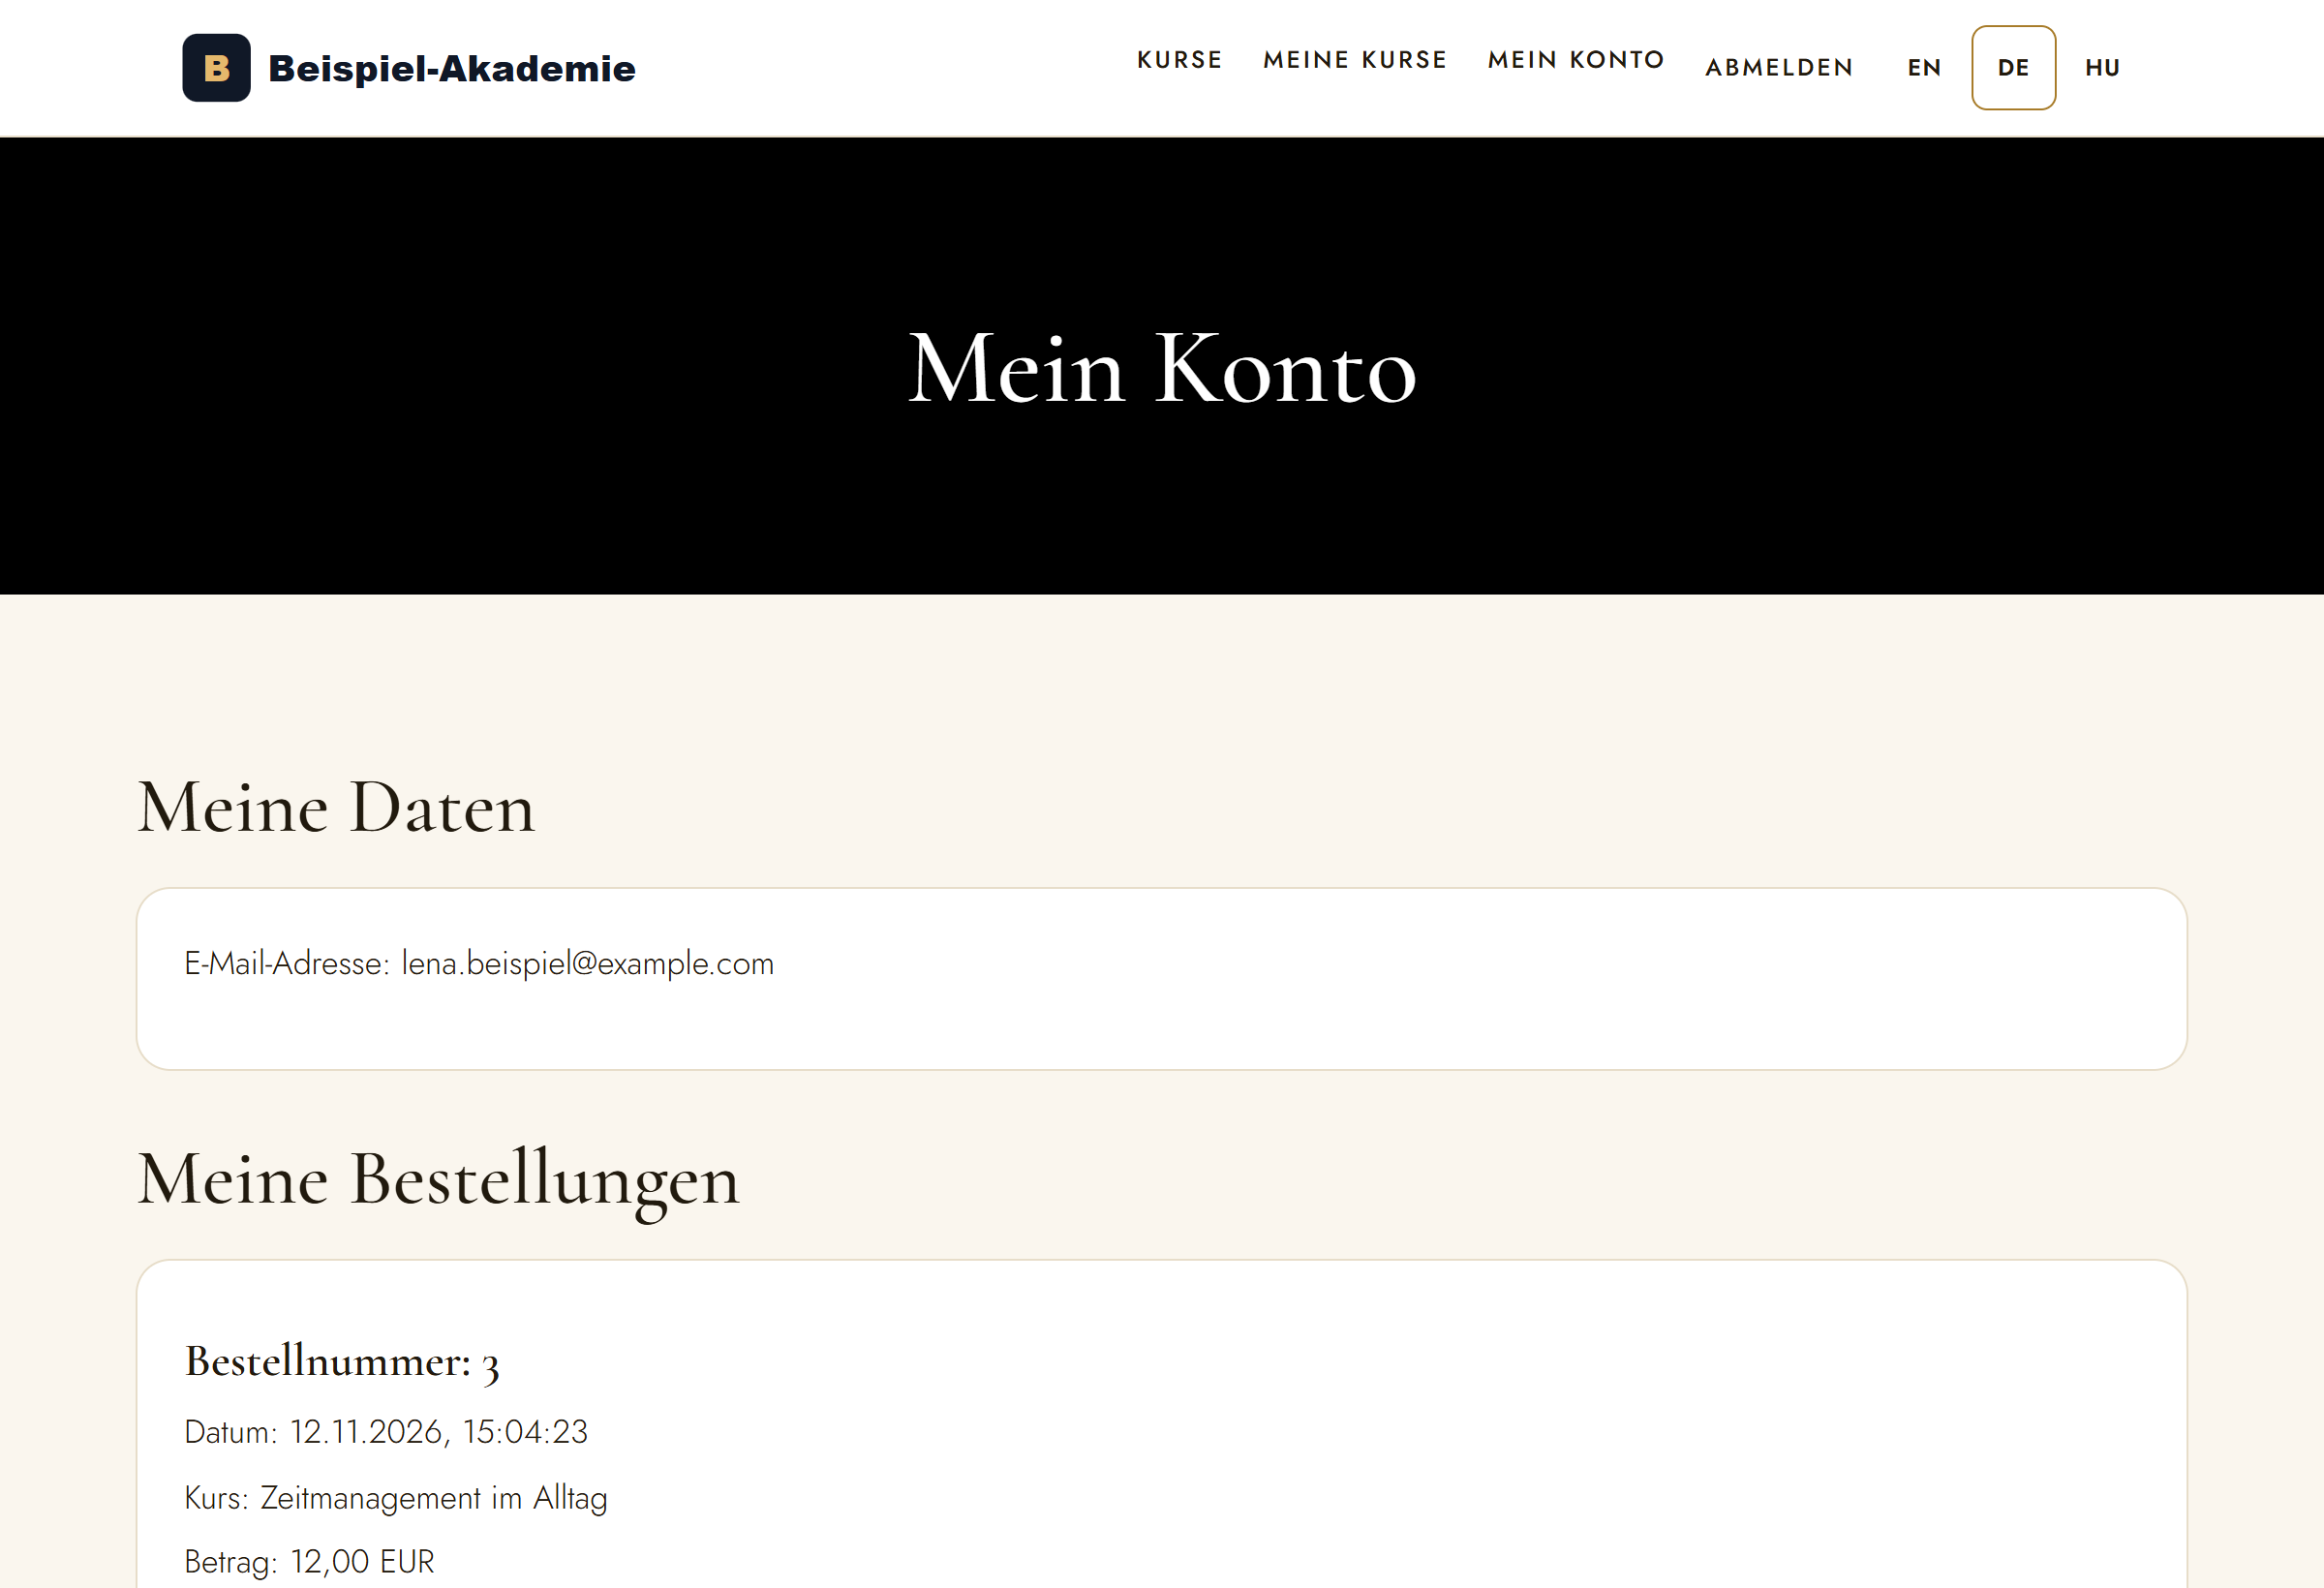 B Beispiel-Akademie
KURSE MEINE KURSE MEIN KONTO ABMELDEN EN DE HU
Mein Konto
Meine Daten
E-Mail-Adresse: lena.beispiel@example.com
Meine Bestellungen
Bestellnummer: 3
Datum: 12.11.2026, 15:04:23
Kurs: Zeitmanagement im Alltag
Betrag: 12,00 EUR